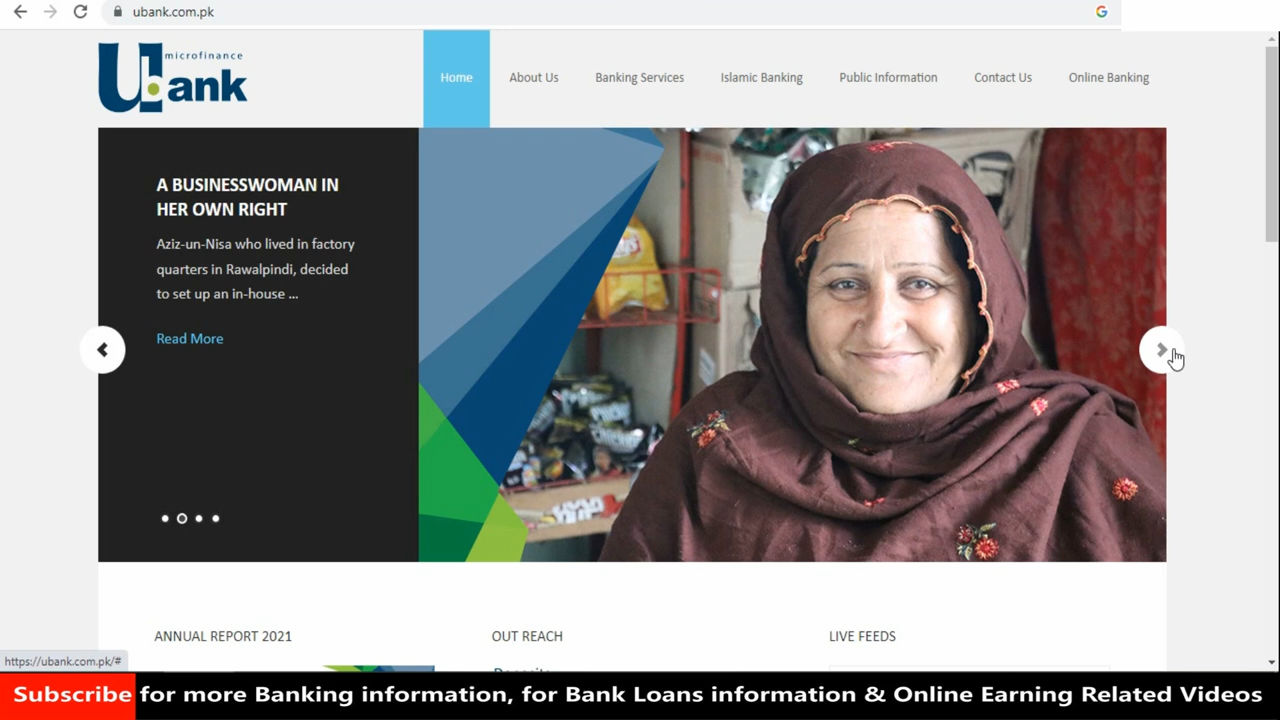 ubank.com.pk
microfinance
Ubank
Home
About Us
Banking Services
Islamic Banking
Public Information
Contact Us
Online Banking
A BUSINESSWOMAN IN
HER OWN RIGHT
Aziz-un-Nisa who lived in factory
quarters in Rawalpindi, decided
to set up an in-house ...
Read More
ANNUAL REPORT 2021
OUT REACH
LIVE FEEDS
https://ubank.com.pk/#
Subscribe for more Banking information, for Bank Loans information & Online Earning Related Videos